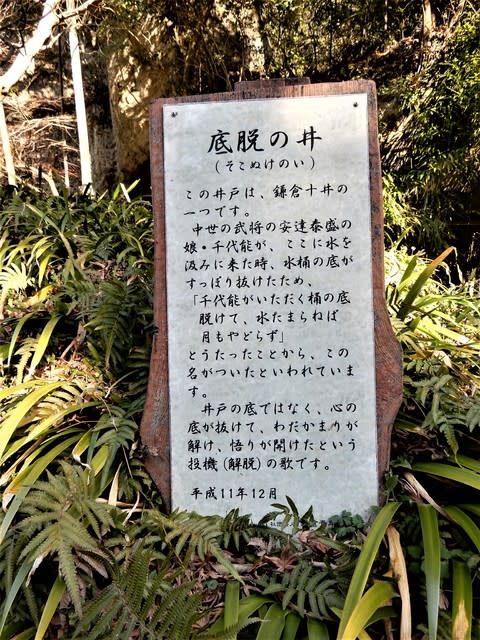 底脱の井
(そこぬけのい)
この井戸は、鎌倉十井の
一つです。
中世の武将の安達泰盛の
娘・千代能が、ここに水を
汲みに来た時、水桶の底が
すっぽり抜けたため、
「千代能がいただく桶の底
脱けて、水たまらねば
月もやどらず」
とうたったことから、この
名がついたといわれていま
す。
井戸の底ではなく、心の
底が抜けて、わだかまりが
解け、悟りが開けたという
投機(解脱)の歌です。
平成11年12月